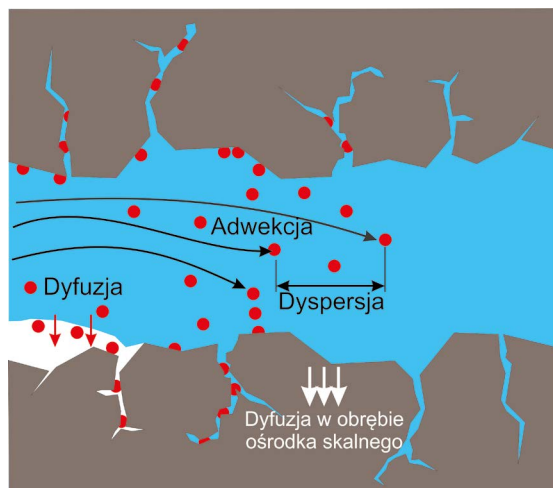 Adwekcja
Dyfuzja
Dyspersja
Dyfuzja w obrębie
ośrodka skalnego